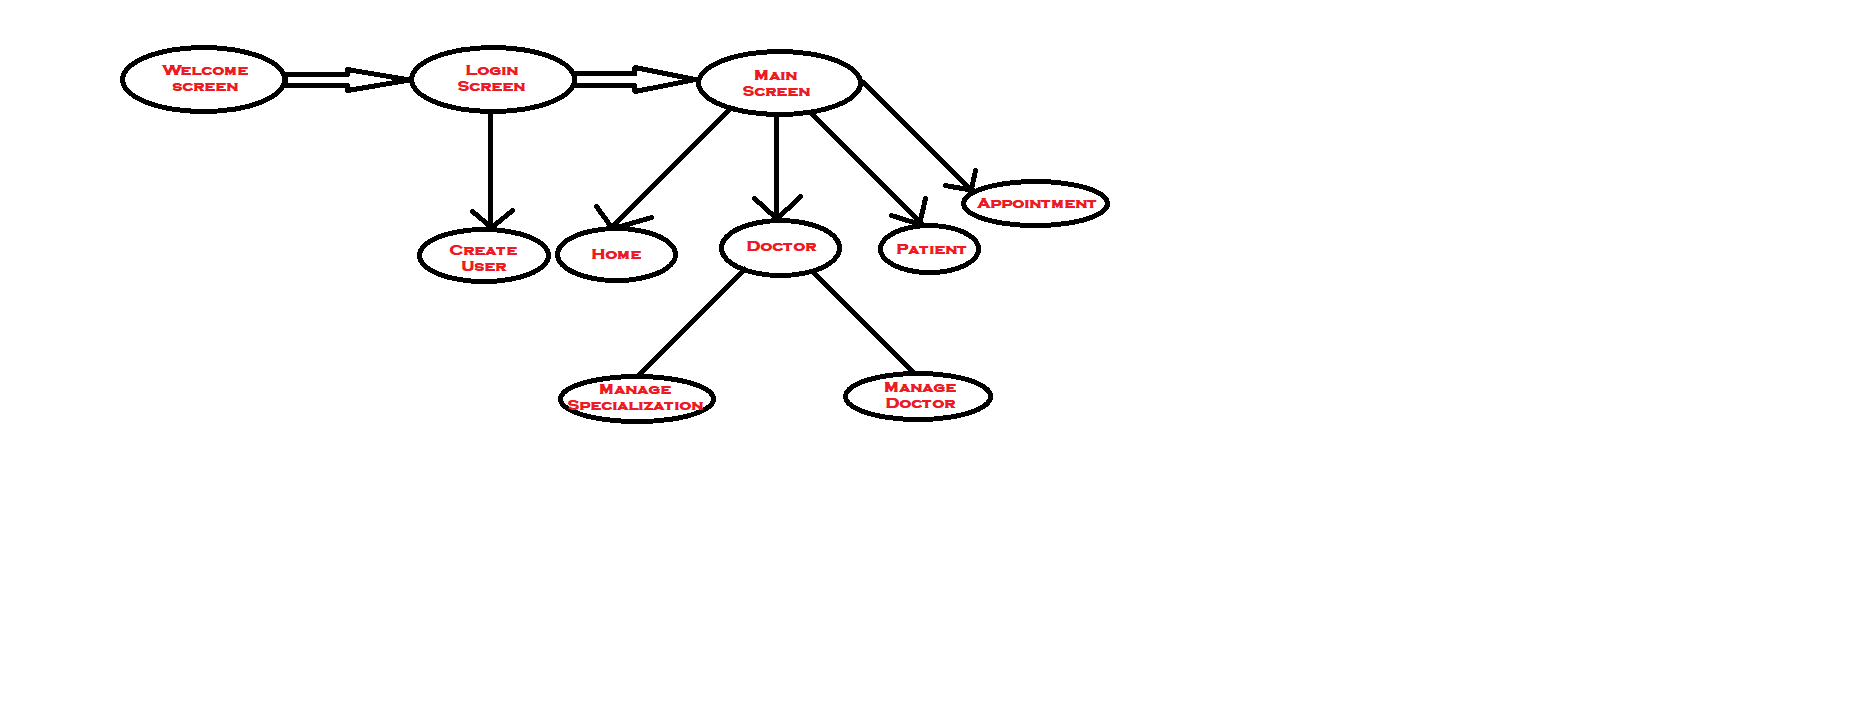 Welcome
screen
Login
Screen
Main
Screen
Appointment
Create
User
Home
Doctor
Patient
Manage
Specialization
Manage
Doctor